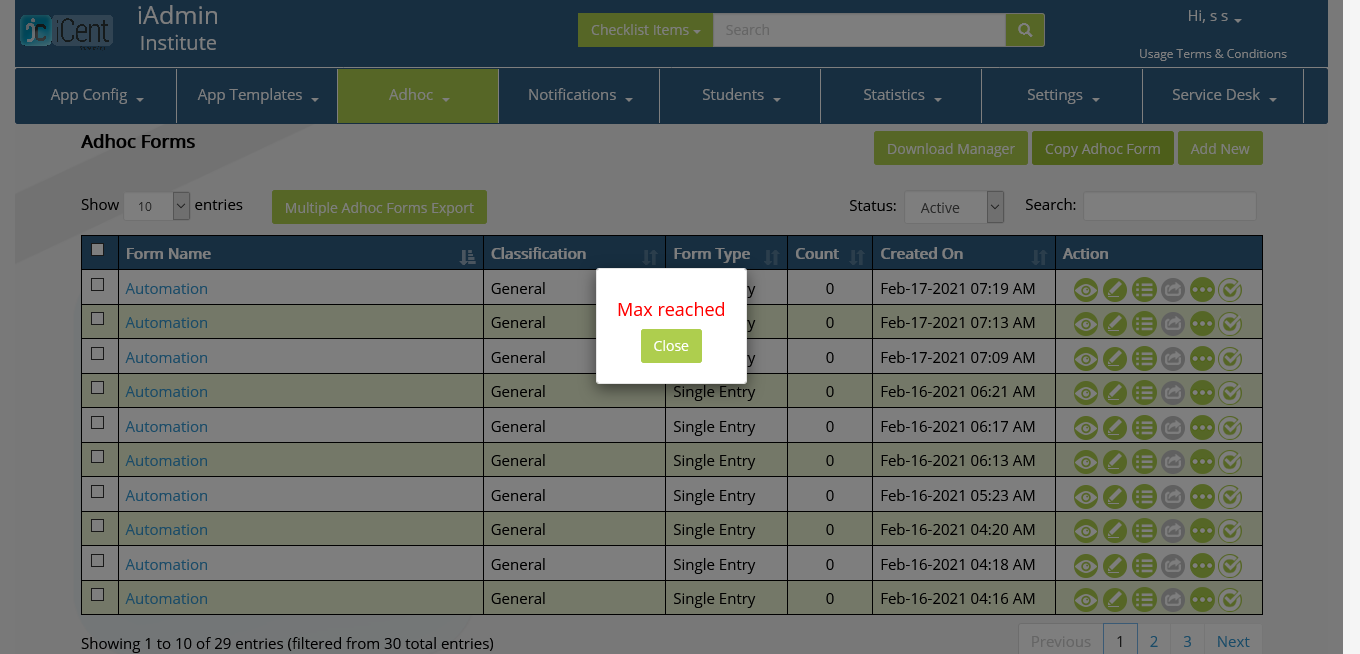 iCent
iAdmin
Institute
Checklist Items
Search
Hi, s s
Usage Terms & Conditions
App Config
App Templates
Adhoc
Notifications
Students
Statistics
Settings
Service Desk
Adhoc Forms
Download Manager
Copy Adhoc Form
Add New
Show 10 entries
Multiple Adhoc Forms Export
Status: Active
Search:
Form Name Classification Form Type Count Created On Action
Automation General y 0 Feb-17-2021 07:19 AM
Automation General y 0 Feb-17-2021 07:13 AM
Automation General y 0 Feb-17-2021 07:09 AM
Max reached
Close
Automation General Single Entry 0 Feb-16-2021 06:21 AM
Automation General Single Entry 0 Feb-16-2021 06:17 AM
Automation General Single Entry 0 Feb-16-2021 06:13 AM
Automation General Single Entry 0 Feb-16-2021 05:23 AM
Automation General Single Entry 0 Feb-16-2021 04:20 AM
Automation General Single Entry 0 Feb-16-2021 04:18 AM
Automation General Single Entry 0 Feb-16-2021 04:16 AM
Showing 1 to 10 of 29 entries (filtered from 30 total entries)
Previous 1 2 3 Next